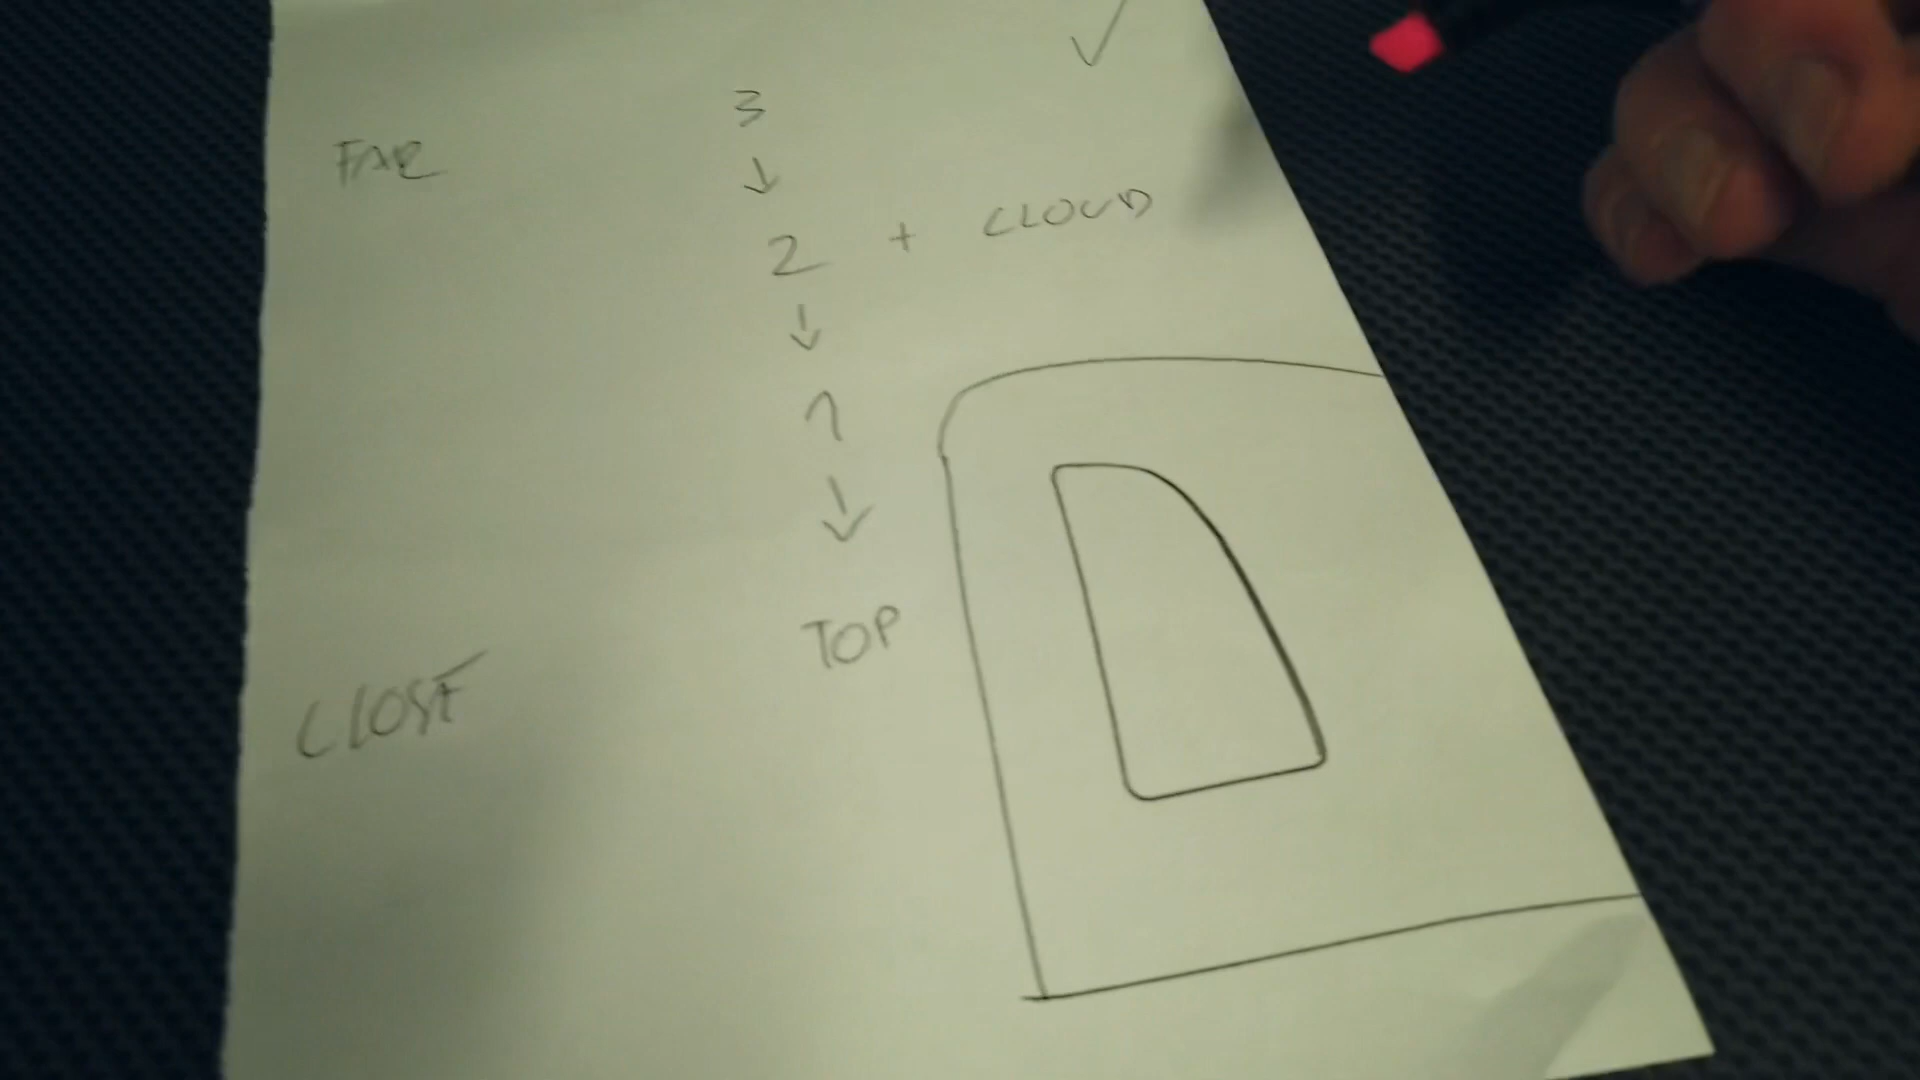 3
FAR
↓
2 + CLOUD
↓
1
↓
TOP
CLOSE